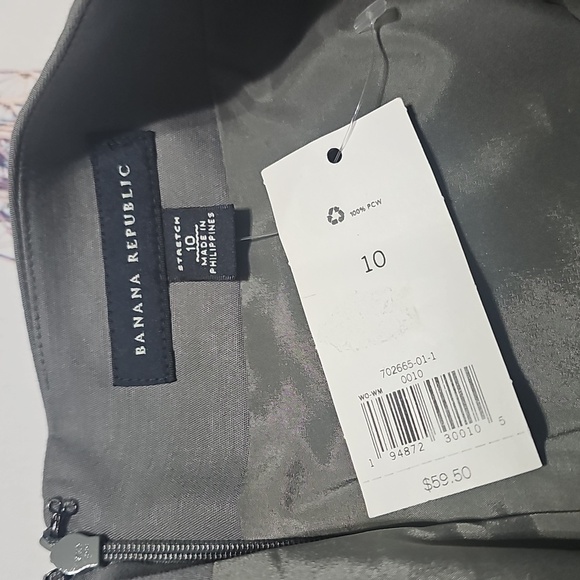 BANANA REPUBLIC
STRETCH
10
MADE IN
PHILIPPINES
100% PCW
10
702665-01-1
0010
WO-WM
1 94872 30010 5
$59.50